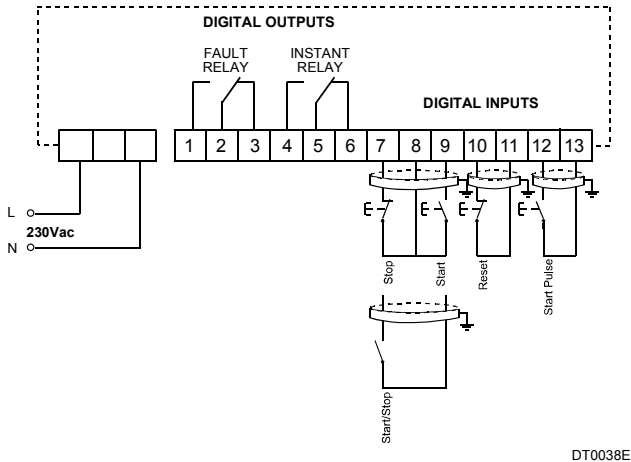 DIGITAL OUTPUTS
FAULT RELAY
INSTANT RELAY
DIGITAL INPUTS
1 2 3 4 5 6 7 8 9 10 11 12 13
L
230Vac
N
Stop
Start
Reset
Start Pulse
Start/Stop
DT0038E